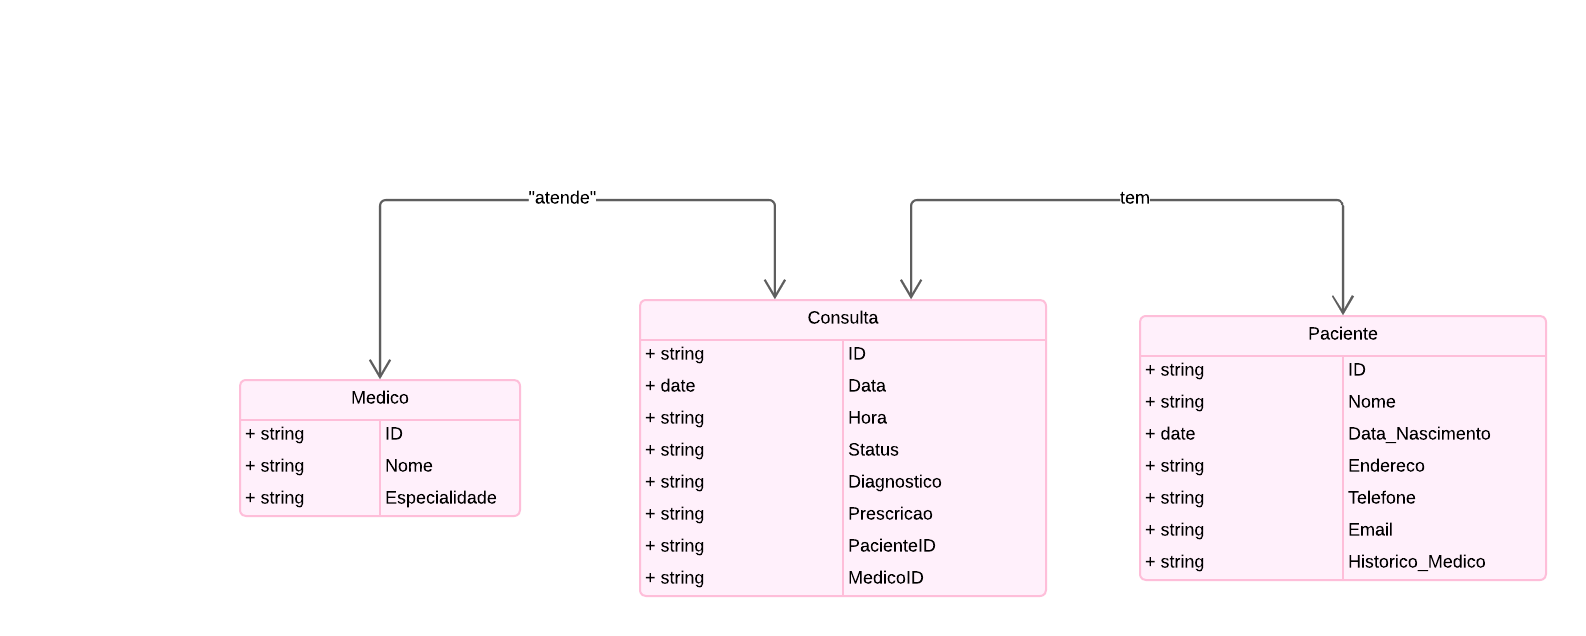 "atende"
tem
Medico
+ string ID
+ string Nome
+ string Especialidade
Consulta
+ string ID
+ date Data
+ string Hora
+ string Status
+ string Diagnostico
+ string Prescricao
+ string PacienteID
+ string MedicoID
Paciente
+ string ID
+ string Nome
+ date Data_Nascimento
+ string Endereco
+ string Telefone
+ string Email
+ string Historico_Medico